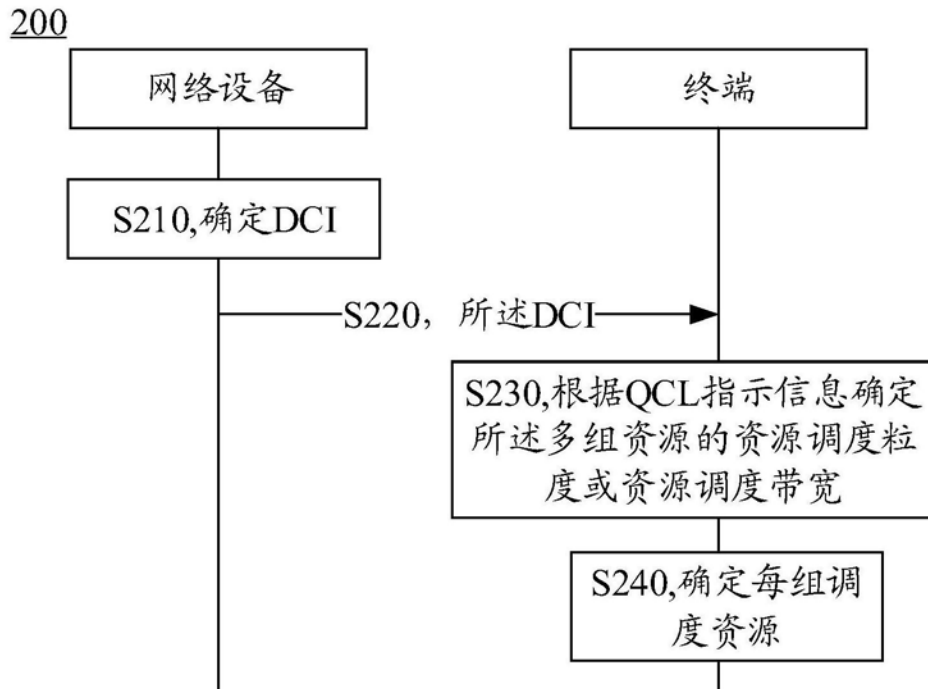 200
网络设备
终端
S210,确定DCI
S220，所述DCI
S230,根据QCL指示信息确定
所述多组资源的资源调度粒
度或资源调度带宽
S240,确定每组调
度资源